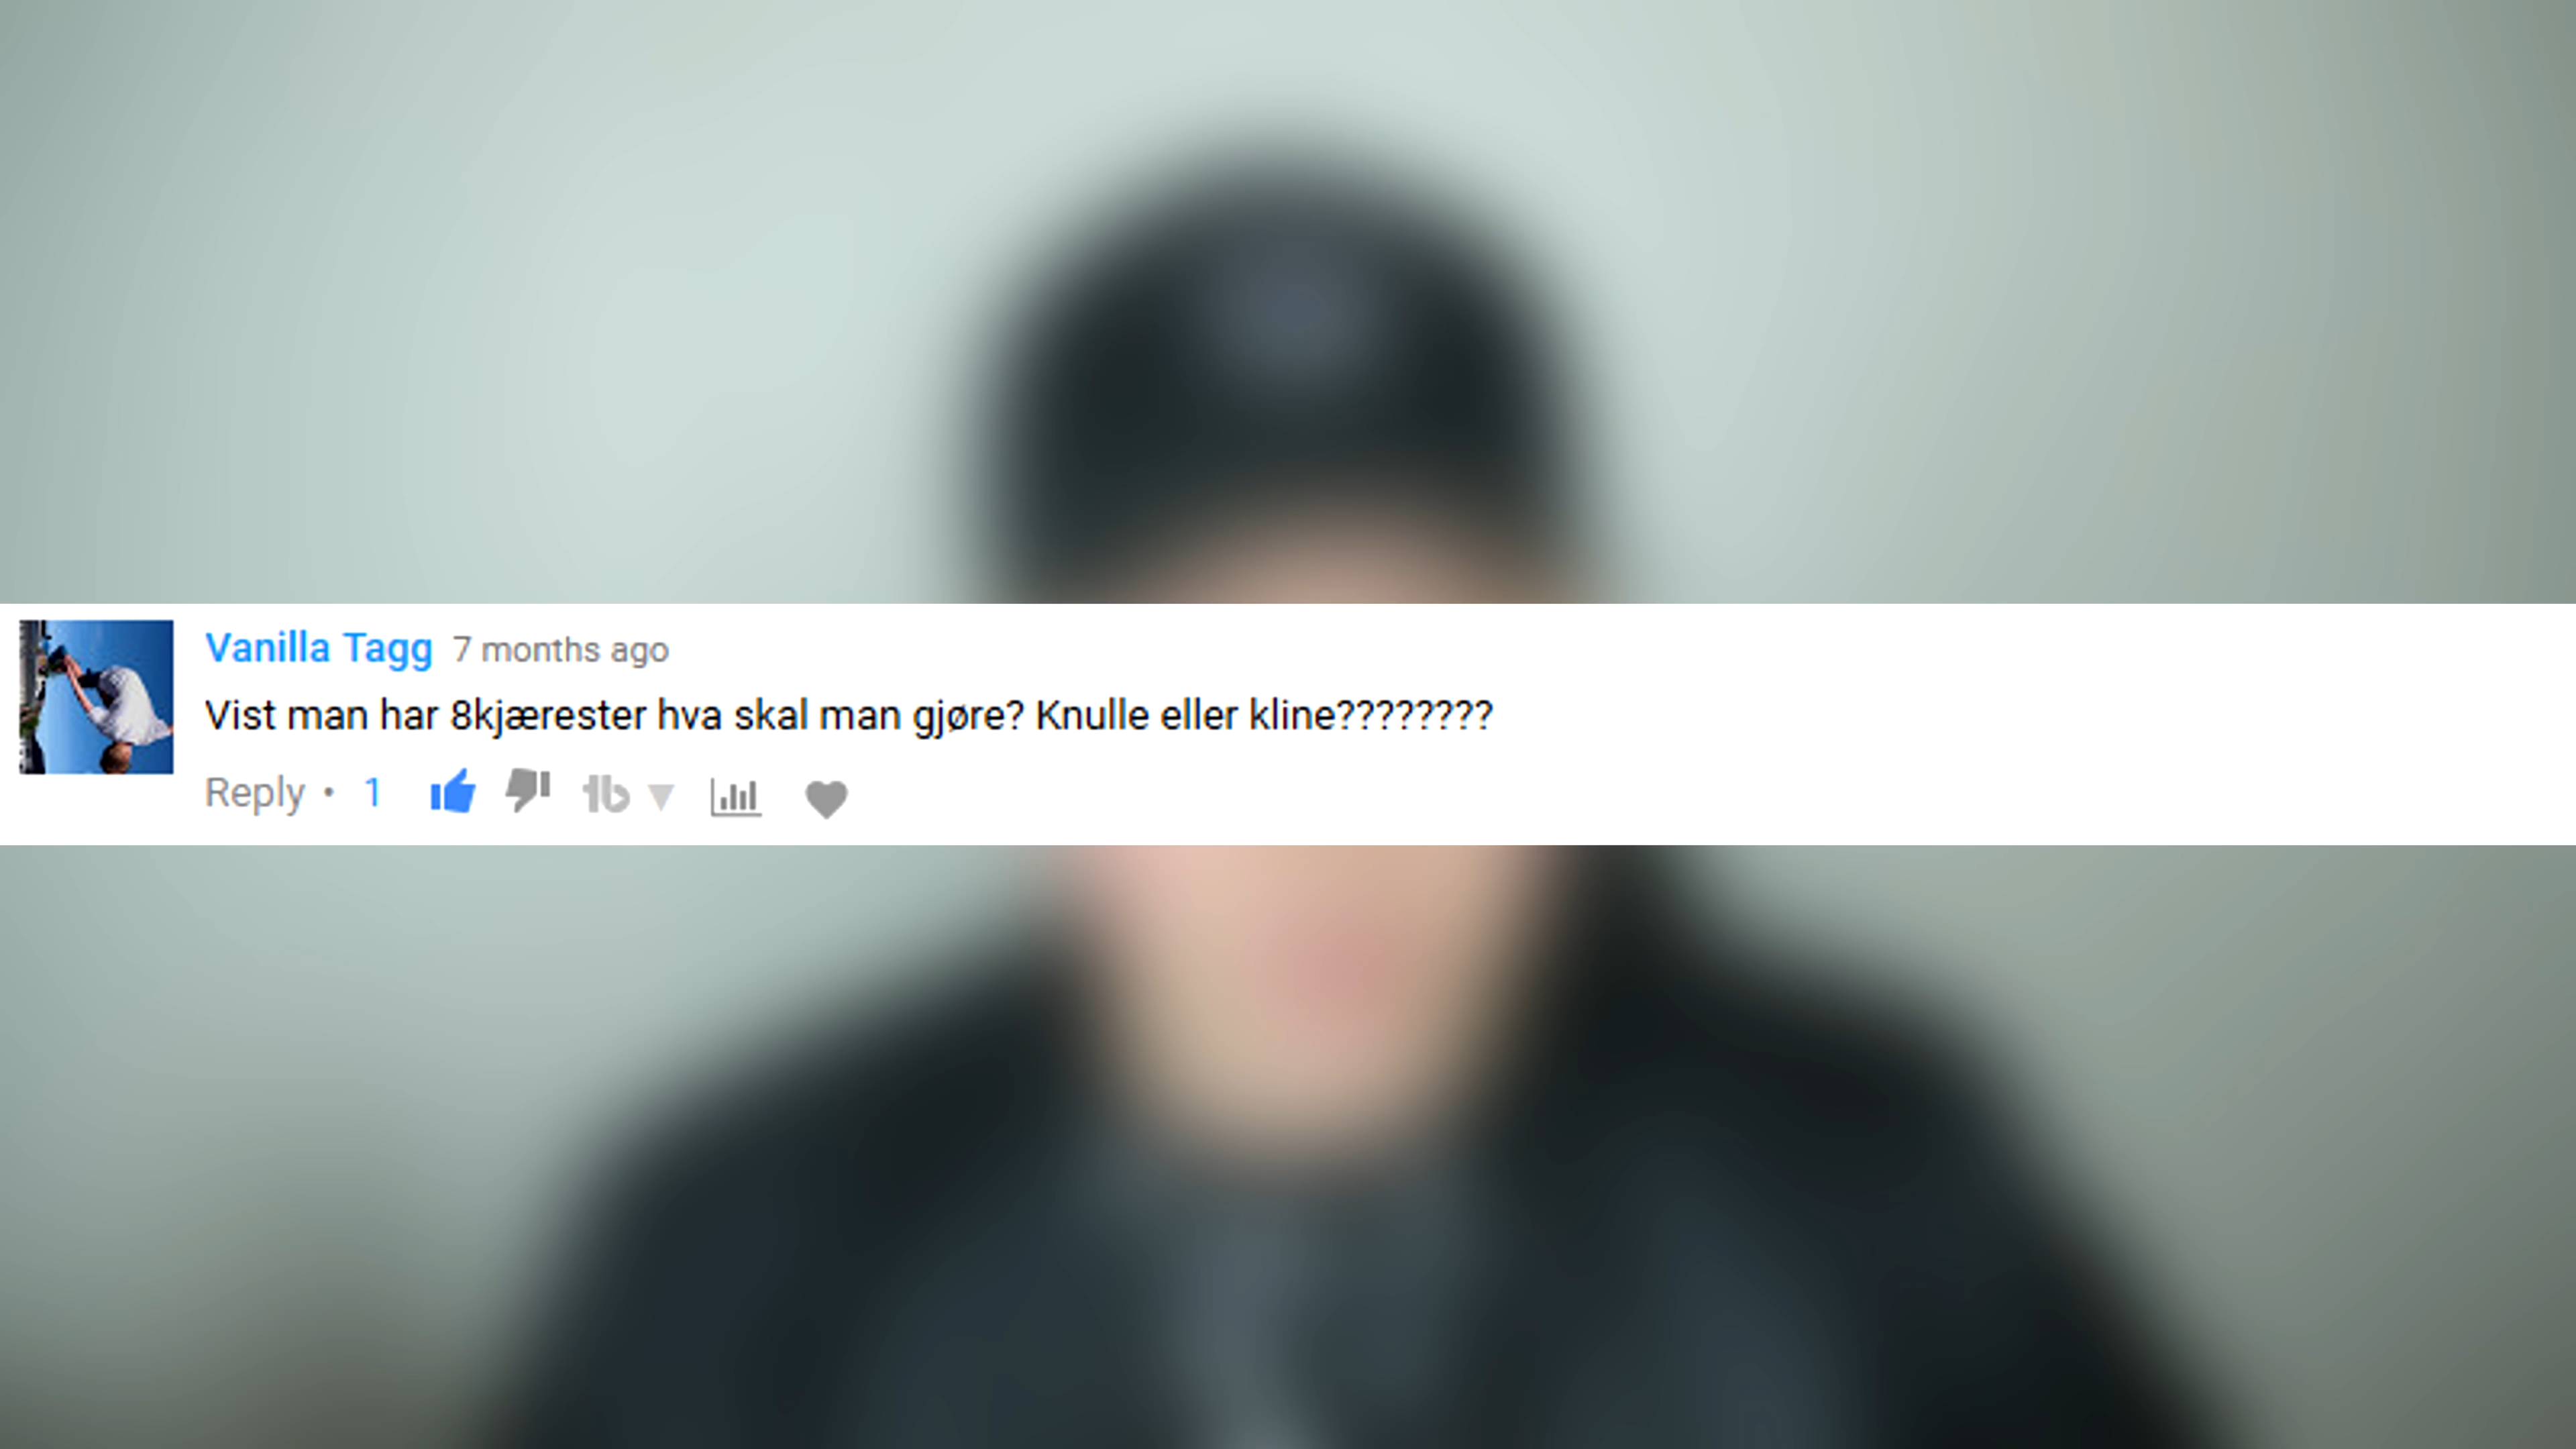 Vanilla Tagg 7 months ago
Vist man har 8kjærester hva skal man gjøre? Knulle eller kline????????
Reply • 1